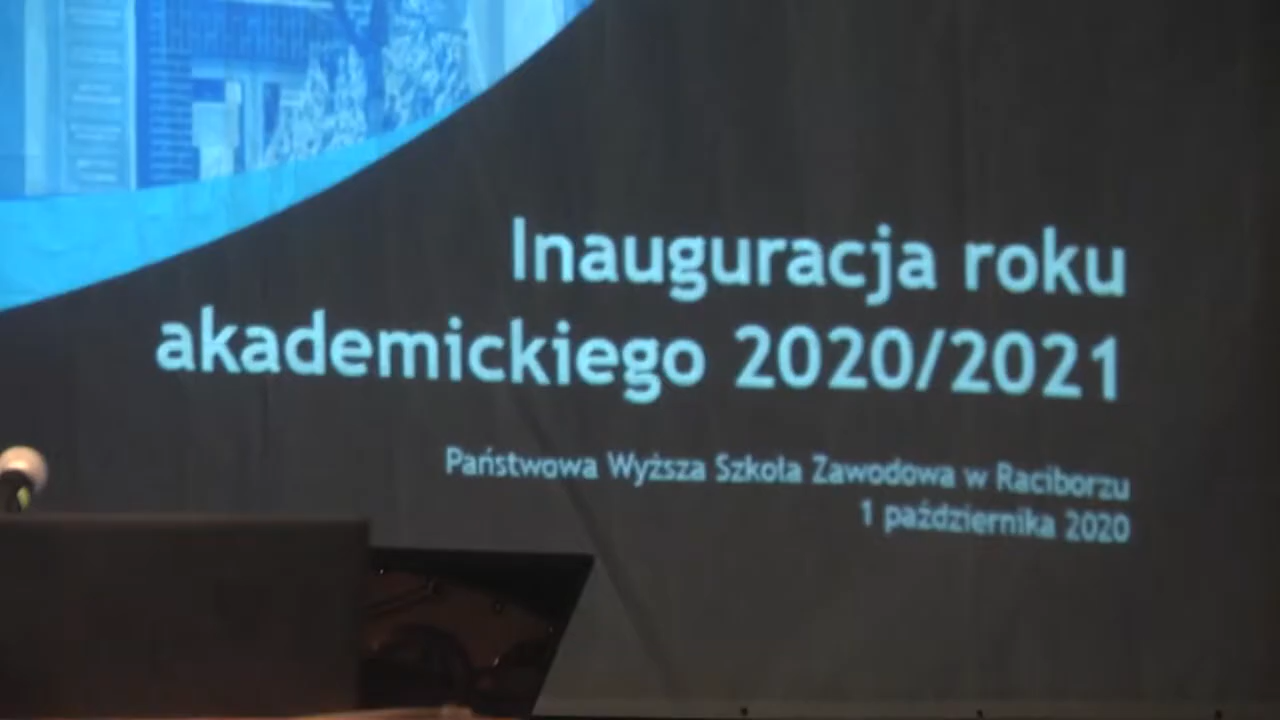 Inauguracja roku
akademickiego 2020/2021
Państwowa Wyższa Szkoła Zawodowa w Raciborzu
1 października 2020